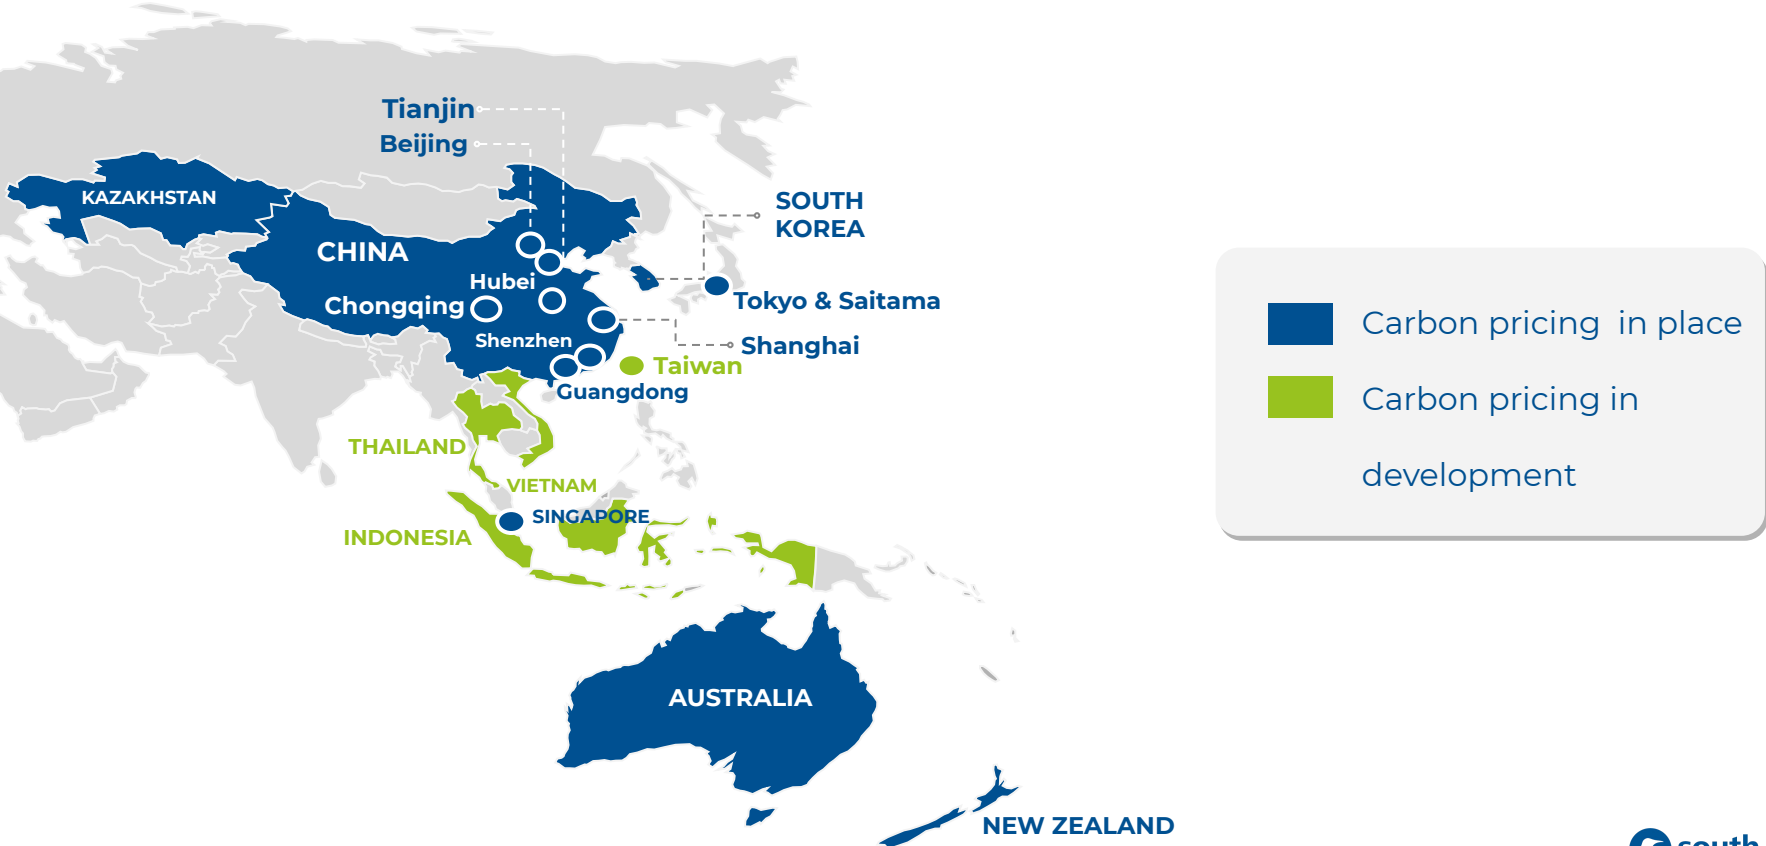 Tianjin
Beijing
KAZAKHSTAN
SOUTH
KOREA
CHINA
Hubei
Chongqing
Tokyo & Saitama
Shenzhen
Shanghai
Taiwan
Guangdong
THAILAND
VIETNAM
SINGAPORE
INDONESIA
AUSTRALIA
NEW ZEALAND
Carbon pricing in place
Carbon pricing in
development
south